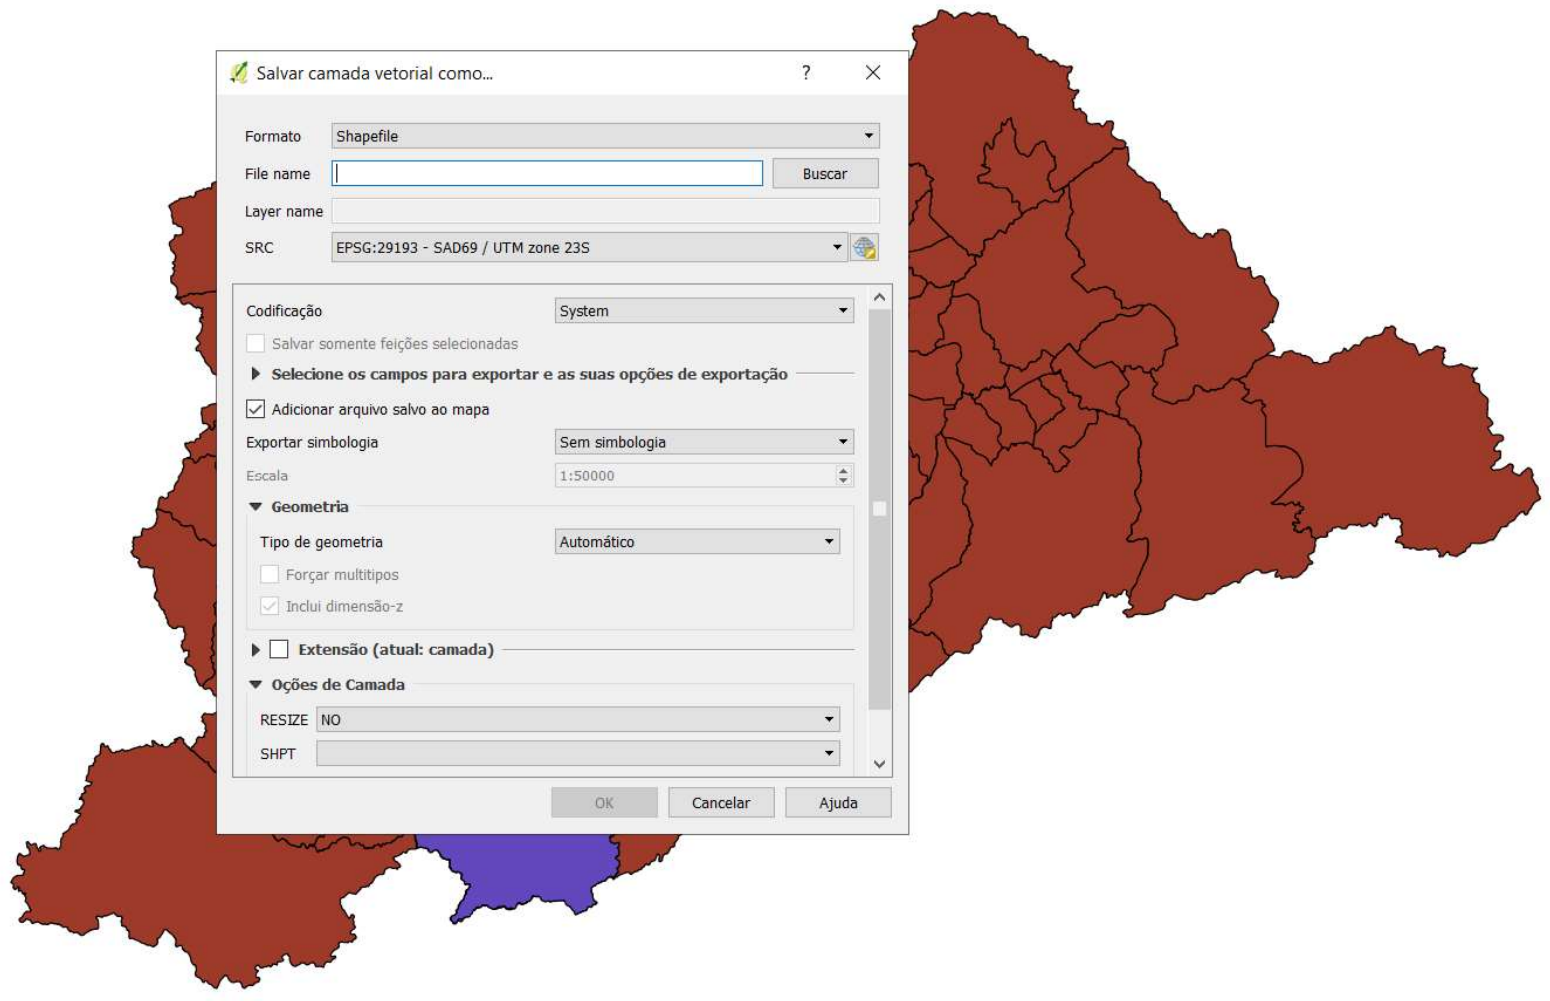 Salvar camada vetorial como...
?
Formato Shapefile
File name Buscar
Layer name
SRC EPSG:29193 - SAD69 / UTM zone 23S
Codificação System
Salvar somente feições selecionadas
Selecione os campos para exportar e as suas opções de exportação
Adicionar arquivo salvo ao mapa
Exportar simbologia Sem simbologia
Escala 1:50000
Geometria
Tipo de geometria Automático
Forçar multitipos
Inclui dimensão-z
Extensão (atual: camada)
Oções de Camada
RESIZE NO
SHPT
OK Cancelar Ajuda